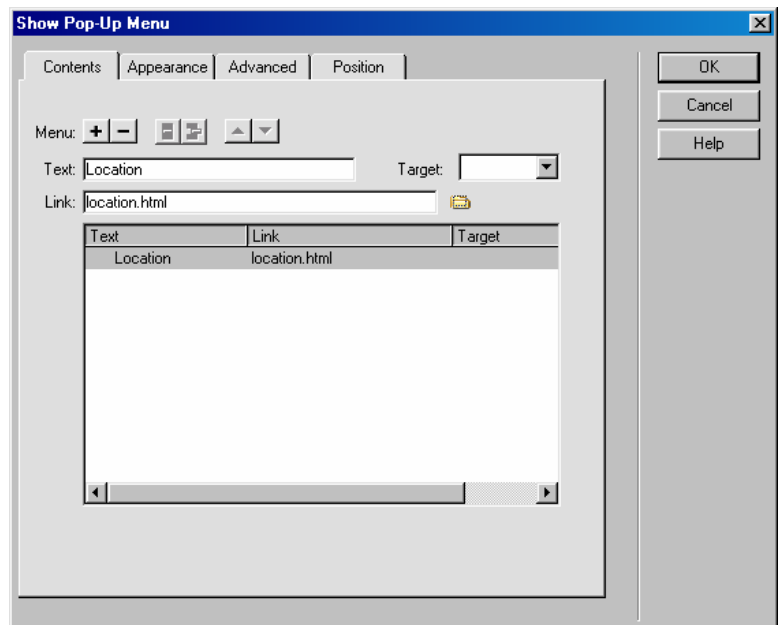 Show Pop-Up Menu
Contents Appearance Advanced Position
OK
Cancel
Help
Menu:
Text: Location Target:
Link: location.html
Text Link Target
Location location.html